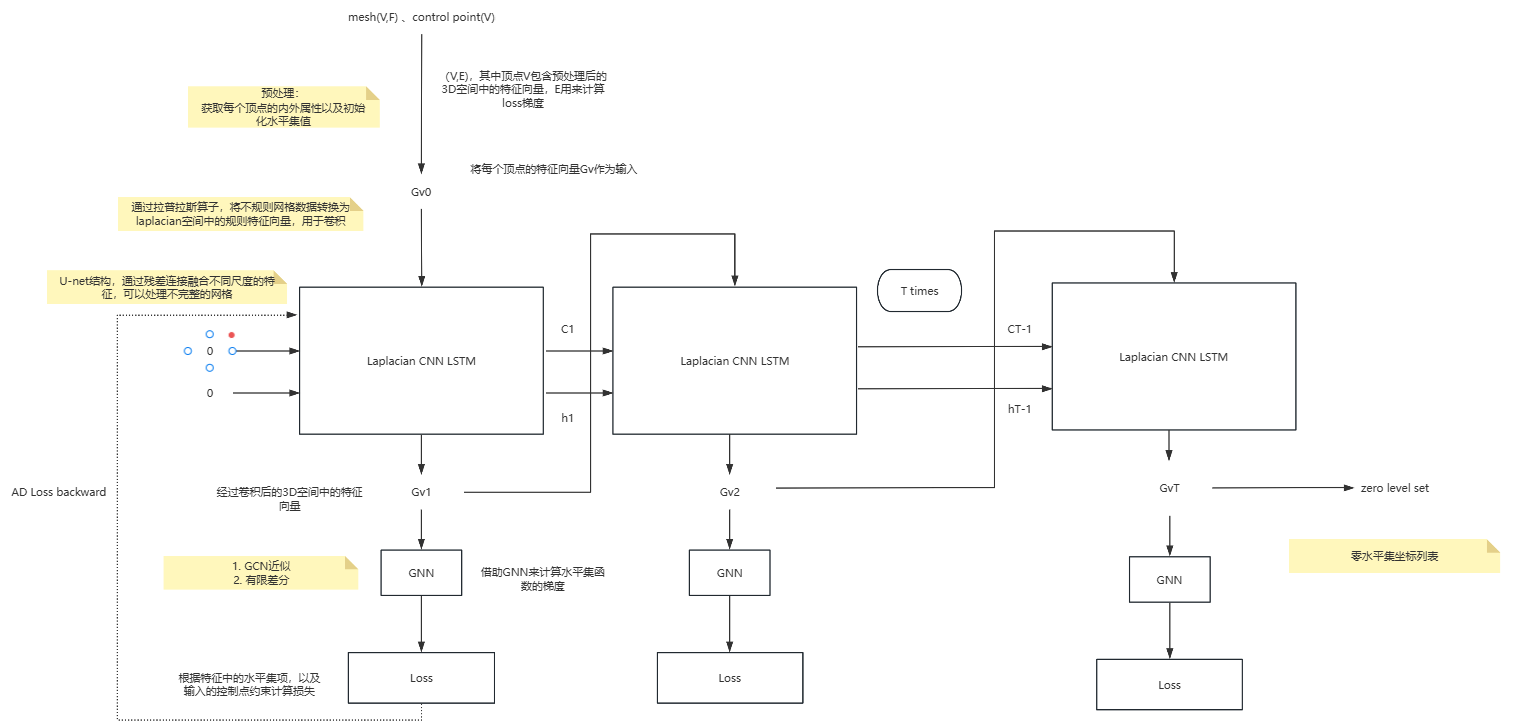 mesh(V,F) 、control point(V)
（V,E)，其中顶点V包含预处理后的
3D空间中的特征向量，E用来计算
loss梯度
预处理：
获取每个顶点的内外属性以及初始
化水平集值
将每个顶点的特征向量Gv作为输入
Gv0
通过拉普拉斯算子，将不规则网格数据转换为
laplacian空间中的规则特征向量，用于卷积
U-net结构，通过残差连接融合不同尺度的特
征，可以处理不完整的网格
T times
C1
CT-1
0
Laplacian CNN LSTM
Laplacian CNN LSTM
Laplacian CNN LSTM
0
h1
hT-1
AD Loss backward
经过卷积后的3D空间中的特征
向量
Gv1
Gv2
GvT
zero level set
1. GCN近似
2. 有限差分
GNN
借助GNN来计算水平集函
数的梯度
GNN
GNN
零水平集坐标列表
根据特征中的水平集项，以及
输入的控制点约束计算损失
Loss
Loss
Loss